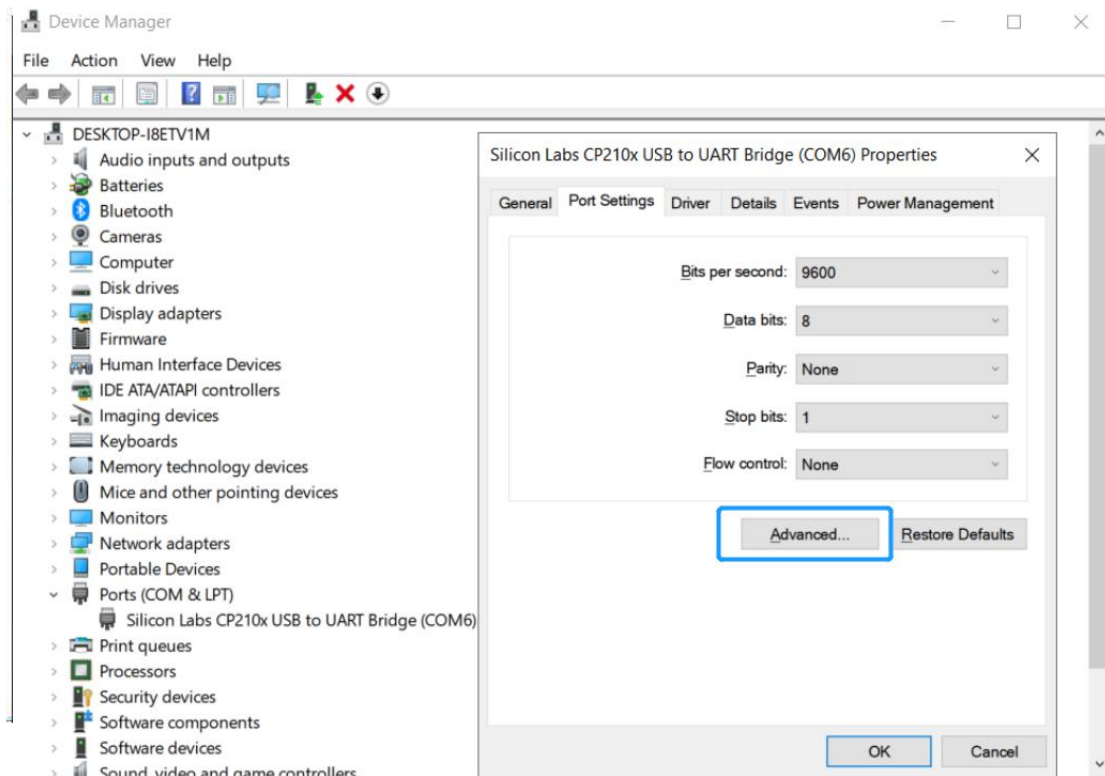 Device Manager
File Action View Help
DESKTOP-I8ETV1M
Audio inputs and outputs
Batteries
Bluetooth
Cameras
Computer
Disk drives
Display adapters
Firmware
Human Interface Devices
IDE ATA/ATAPI controllers
Imaging devices
Keyboards
Memory technology devices
Mice and other pointing devices
Monitors
Network adapters
Portable Devices
Ports (COM & LPT)
Silicon Labs CP210x USB to UART Bridge (COM6)
Print queues
Processors
Security devices
Software components
Software devices
Sound, video and game controllers
Silicon Labs CP210x USB to UART Bridge (COM6) Properties
General Port Settings Driver Details Events Power Management
Bits per second: 9600
Data bits: 8
Parity: None
Stop bits: 1
Flow control: None
Advanced... Restore Defaults
OK Cancel